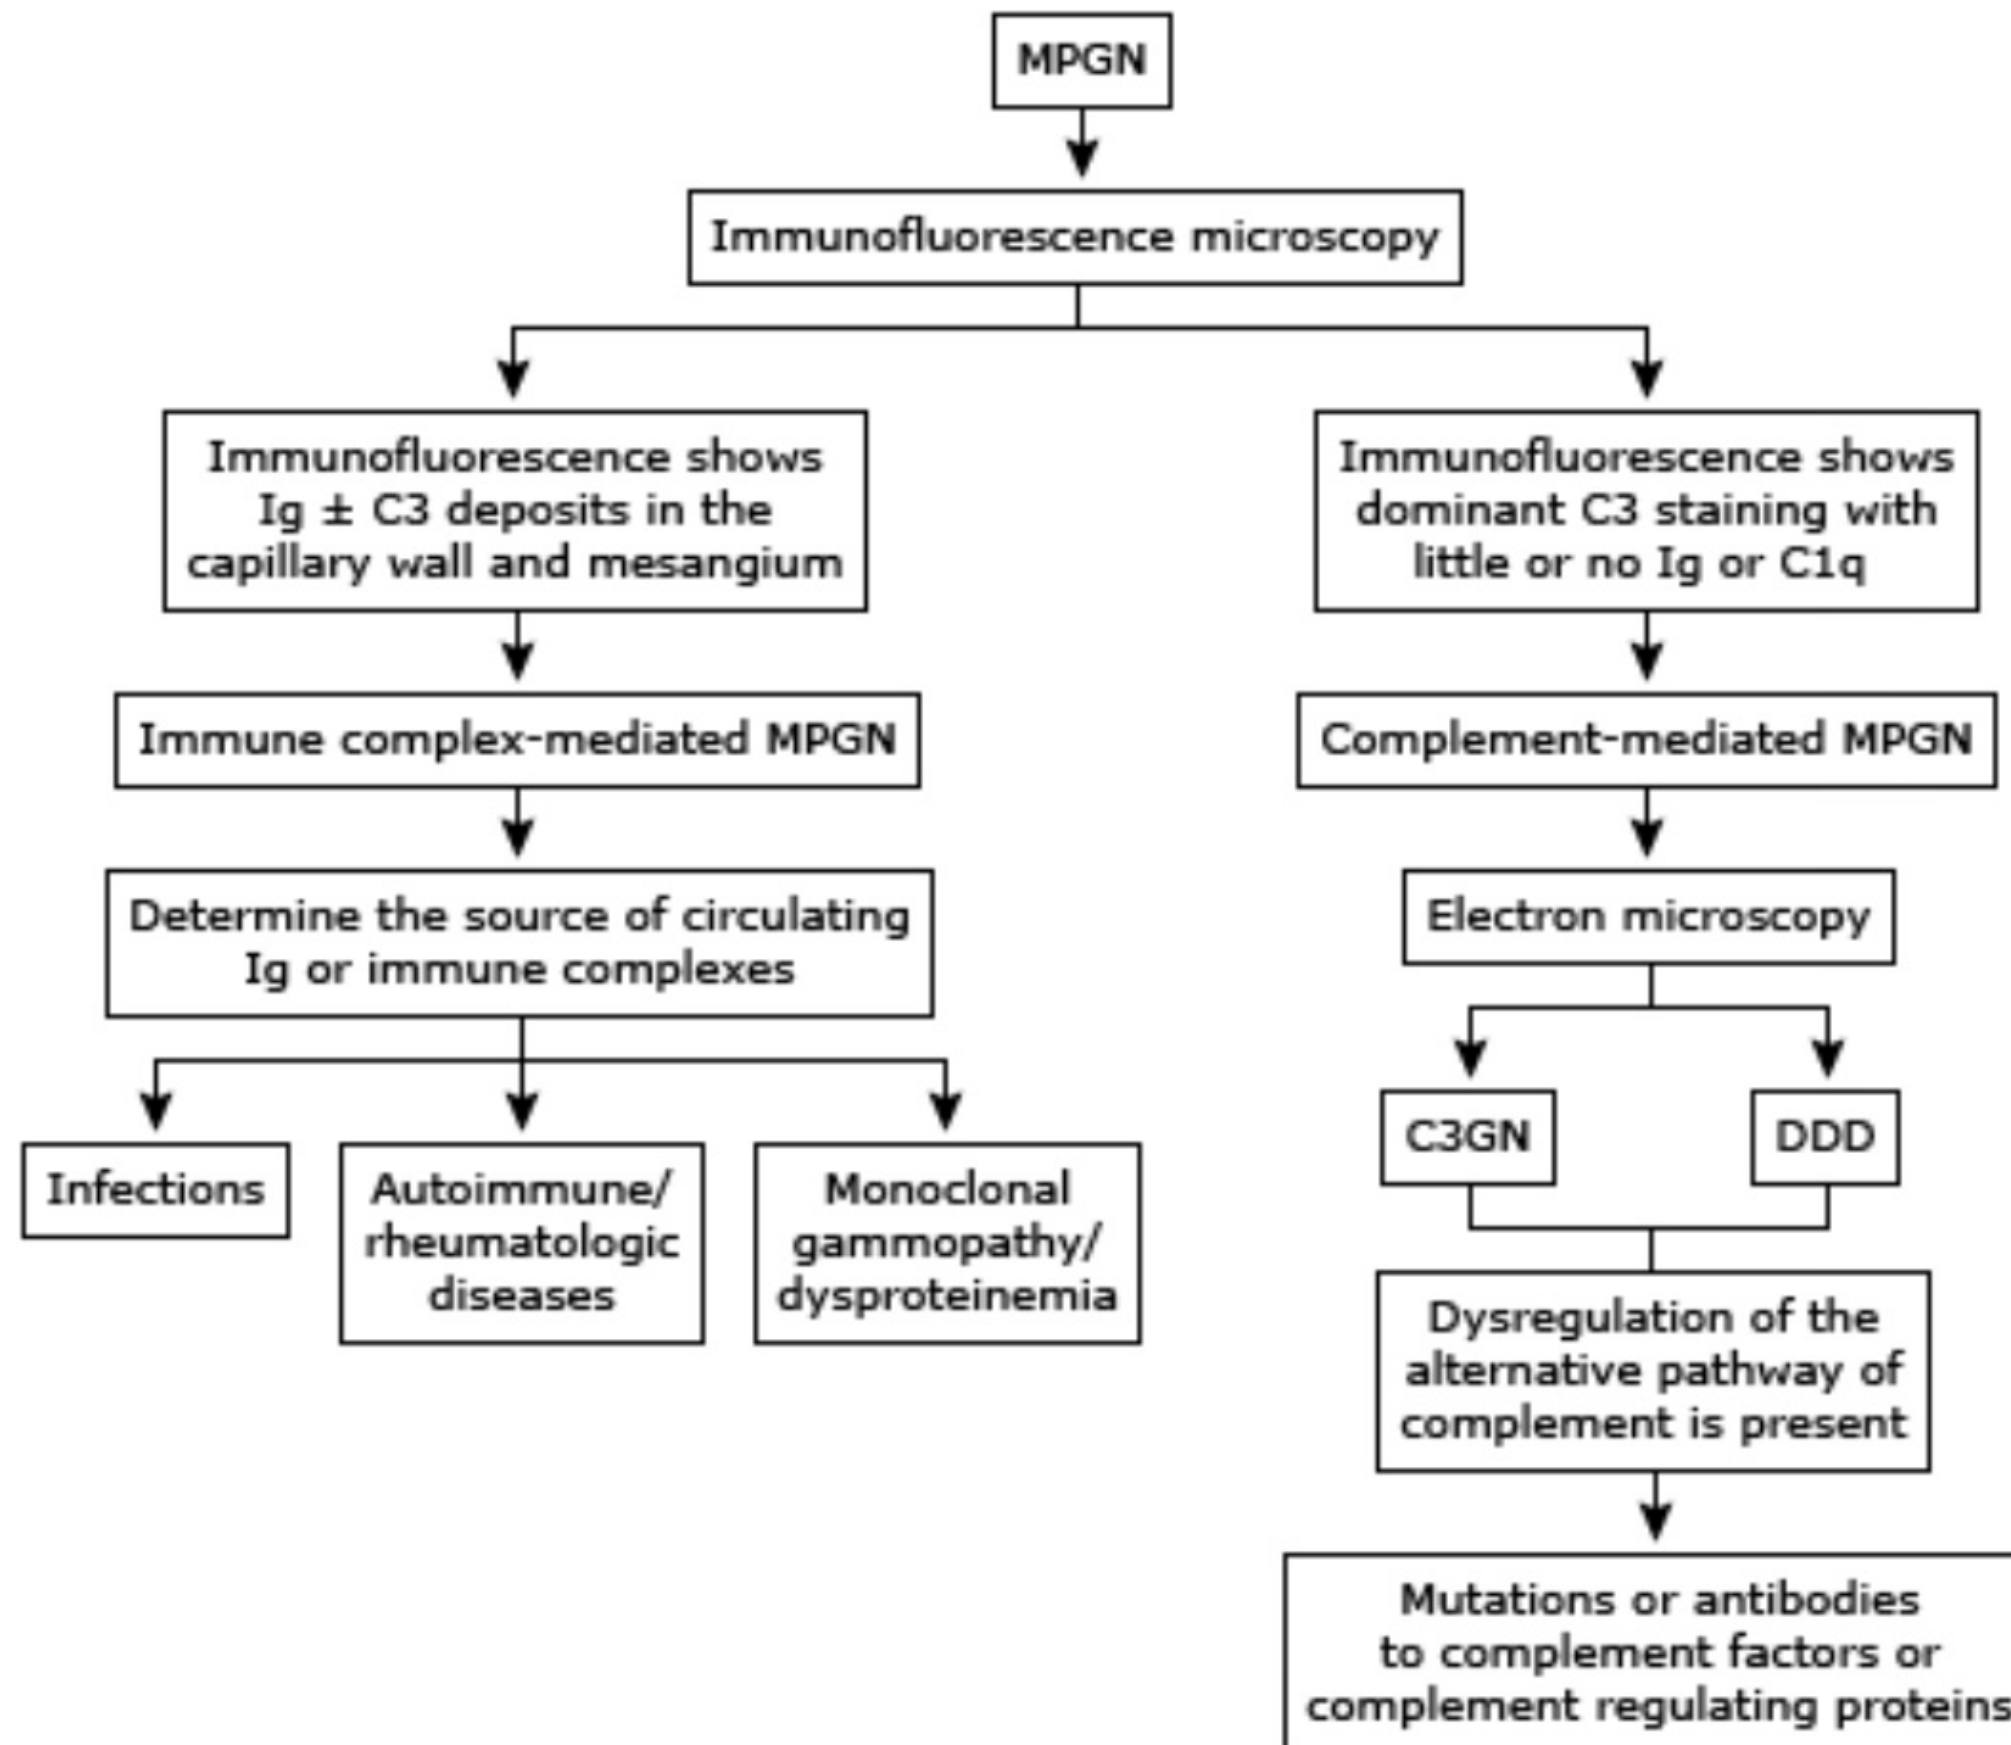 MPGN
Immunofluorescence microscopy
Immunofluorescence shows
Ig ± C3 deposits in the
capillary wall and mesangium
Immunofluorescence shows
dominant C3 staining with
little or no Ig or C1q
Immune complex-mediated MPGN
Complement-mediated MPGN
Determine the source of circulating
Ig or immune complexes
Electron microscopy
Infections
Autoimmune/
rheumatologic
diseases
Monoclonal
gammopathy/
dysproteinemia
C3GN
DDD
Dysregulation of the
alternative pathway of
complement is present
Mutations or antibodies
to complement factors or
complement regulating proteins